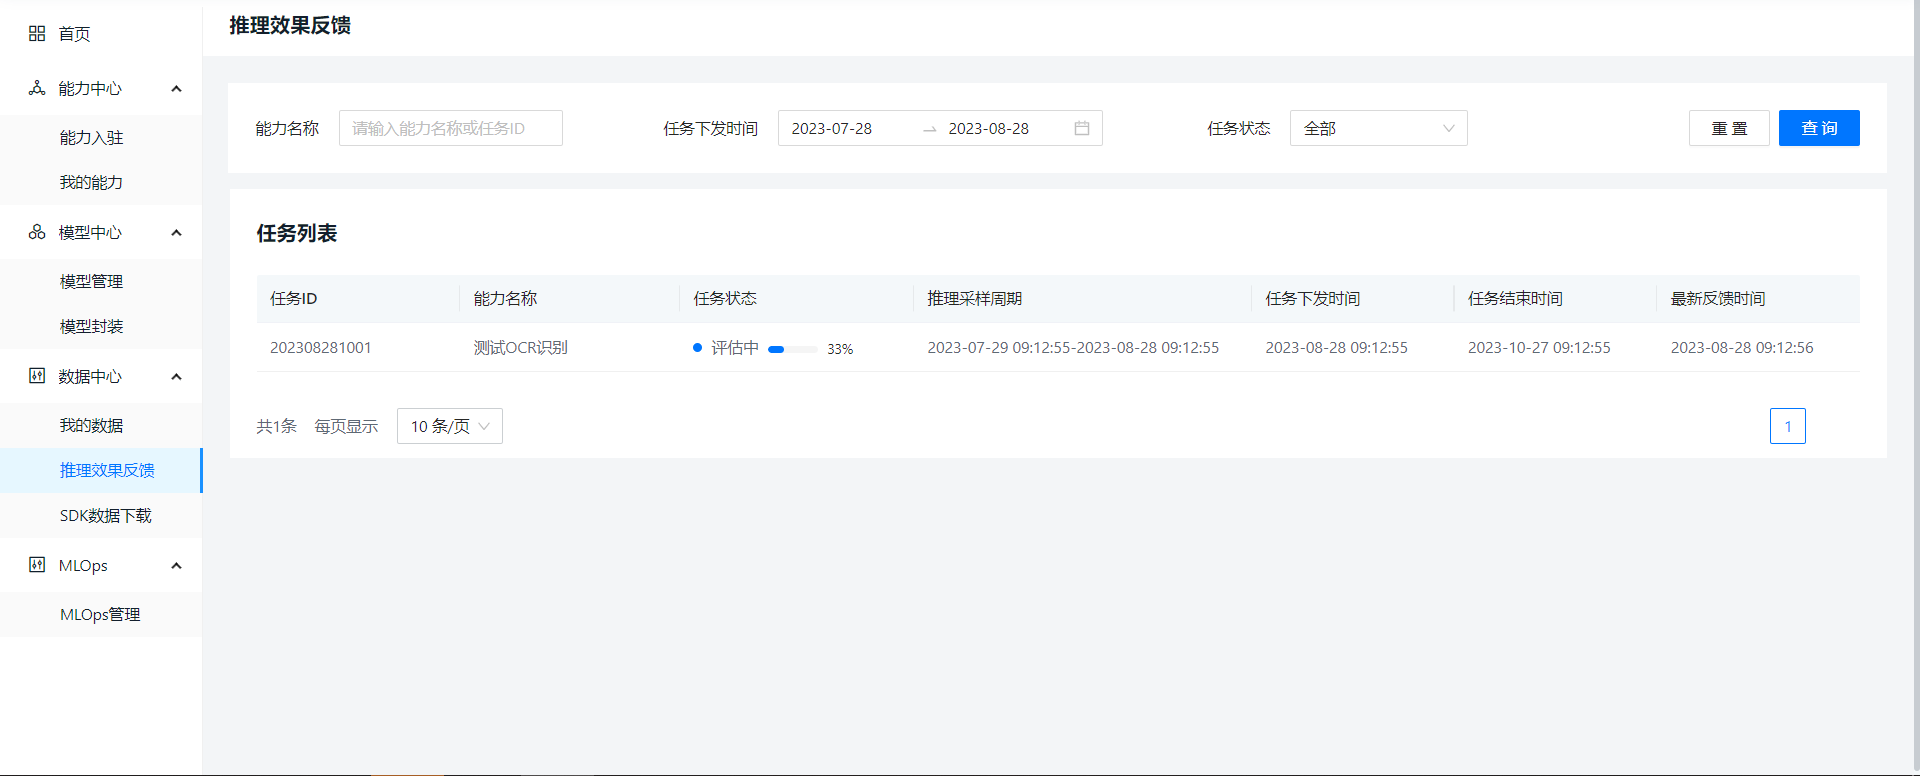 首页
能力中心
能力入驻
我的能力
模型中心
模型管理
模型封装
数据中心
我的数据
推理效果反馈
SDK数据下载
MLOps
MLOps管理
推理效果反馈
能力名称 请输入能力名称或任务ID 任务下发时间 2023-07-28 → 2023-08-28 任务状态 全部 重置 查询
任务列表
任务ID 能力名称 任务状态 推理采样周期 任务下发时间 任务结束时间 最新反馈时间
202308281001 测试OCR识别 评估中 33% 2023-07-29 09:12:55-2023-08-28 09:12:55 2023-08-28 09:12:55 2023-10-27 09:12:55 2023-08-28 09:12:56
共1条 每页显示 10 条/页 1